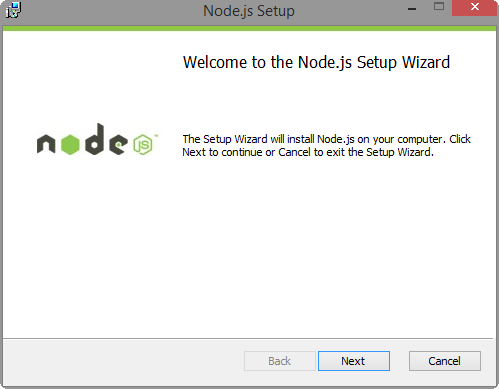 Node.js Setup
Welcome to the Node.js Setup Wizard
node JS
The Setup Wizard will install Node.js on your computer. Click
Next to continue or Cancel to exit the Setup Wizard.
Back Next Cancel